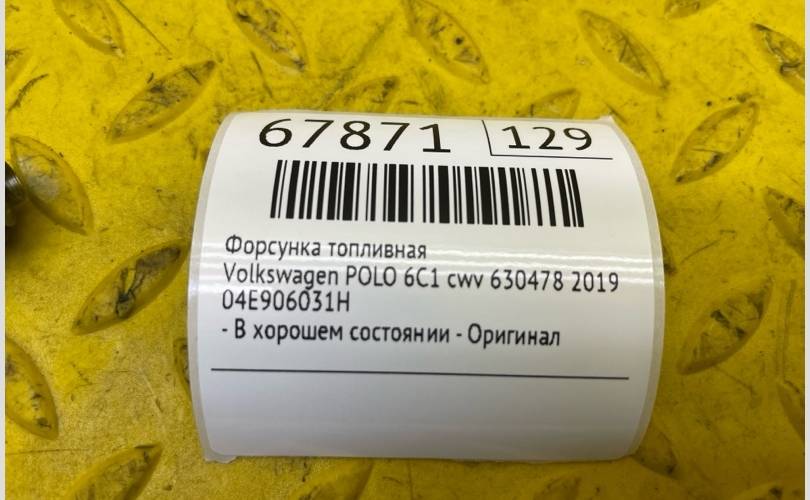 67871 129
Форсунка топливная
Volkswagen POLO 6C1 cwv 630478 2019
04E906031H
- В хорошем состоянии - Оригинал